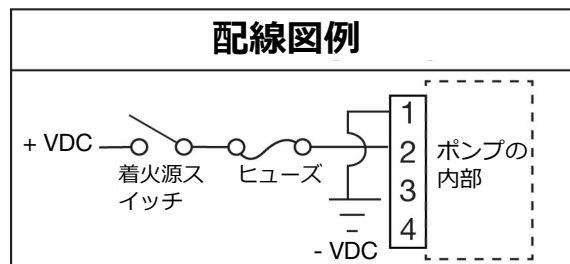 配線図例
+ VDC
着火源ス
イッチ
ヒューズ
- VDC
1
2
3
4
ポンプの
内部